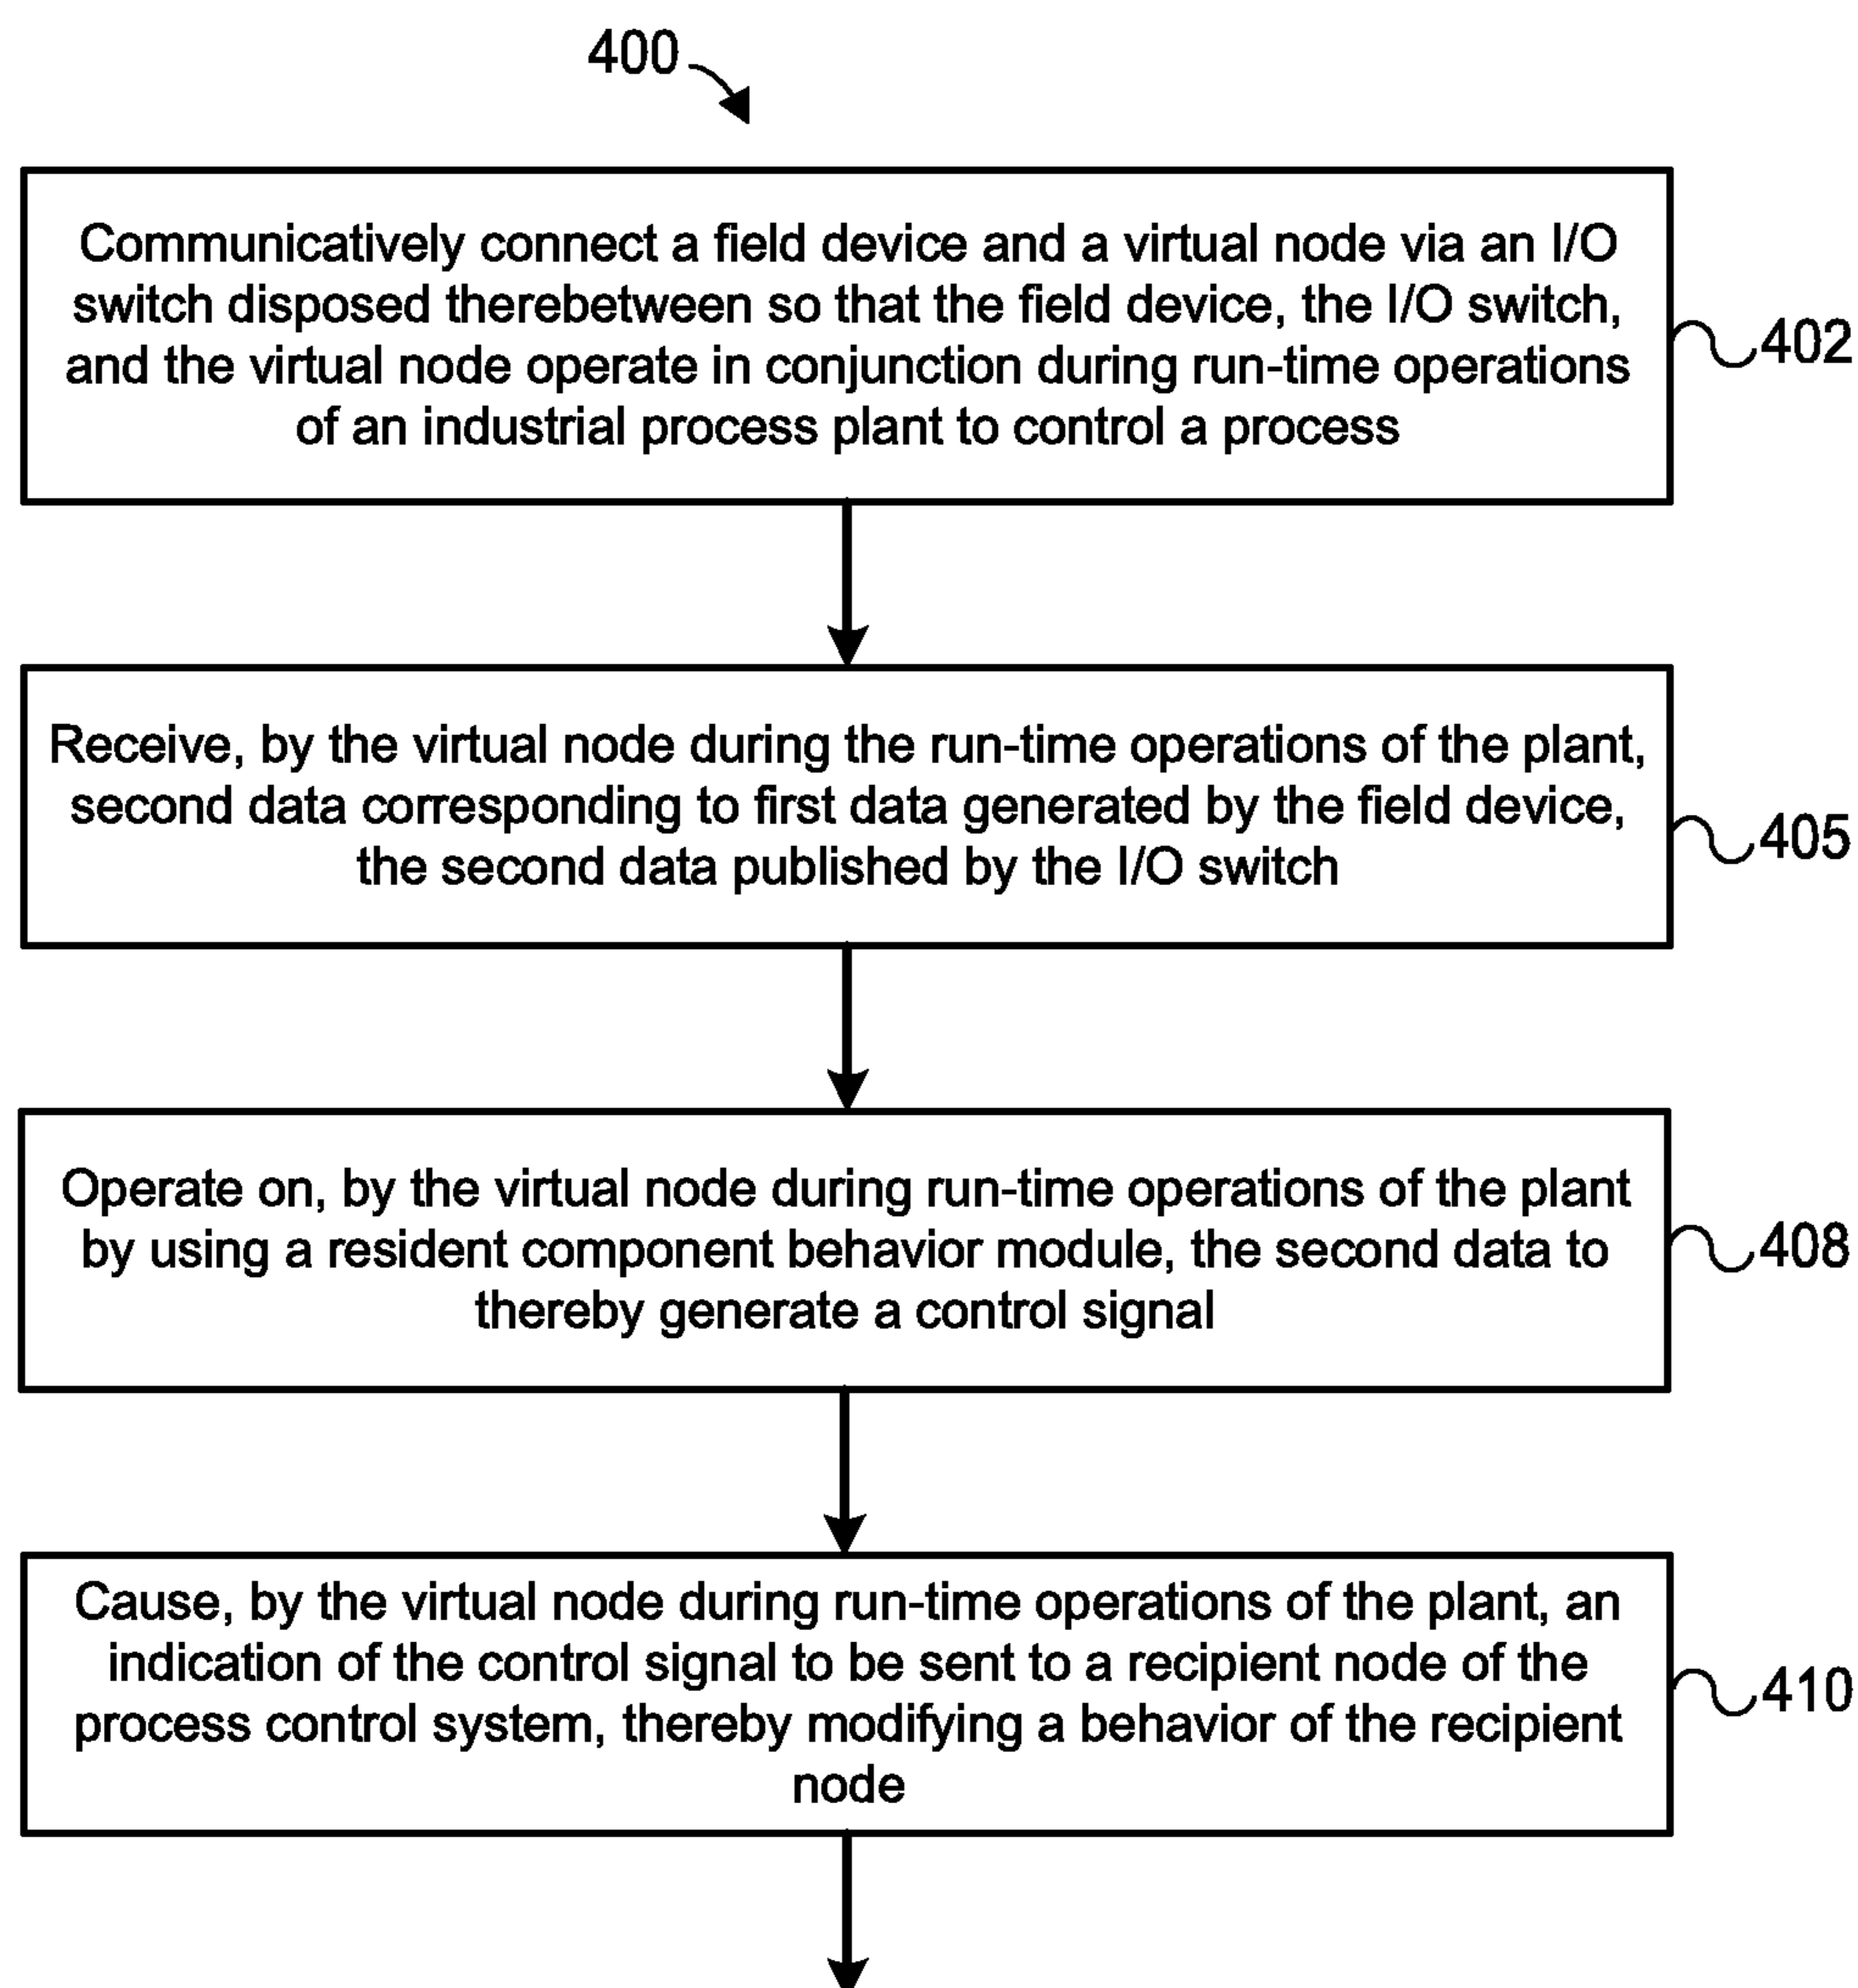 400
Communicatively connect a field device and a virtual node via an I/O
switch disposed therebetween so that the field device, the I/O switch,
and the virtual node operate in conjunction during run-time operations
of an industrial process plant to control a process
402
Receive, by the virtual node during the run-time operations of the plant,
second data corresponding to first data generated by the field device,
the second data published by the I/O switch
405
Operate on, by the virtual node during run-time operations of the plant
by using a resident component behavior module, the second data to
thereby generate a control signal
408
Cause, by the virtual node during run-time operations of the plant, an
indication of the control signal to be sent to a recipient node of the
process control system, thereby modifying a behavior of the recipient
node
410